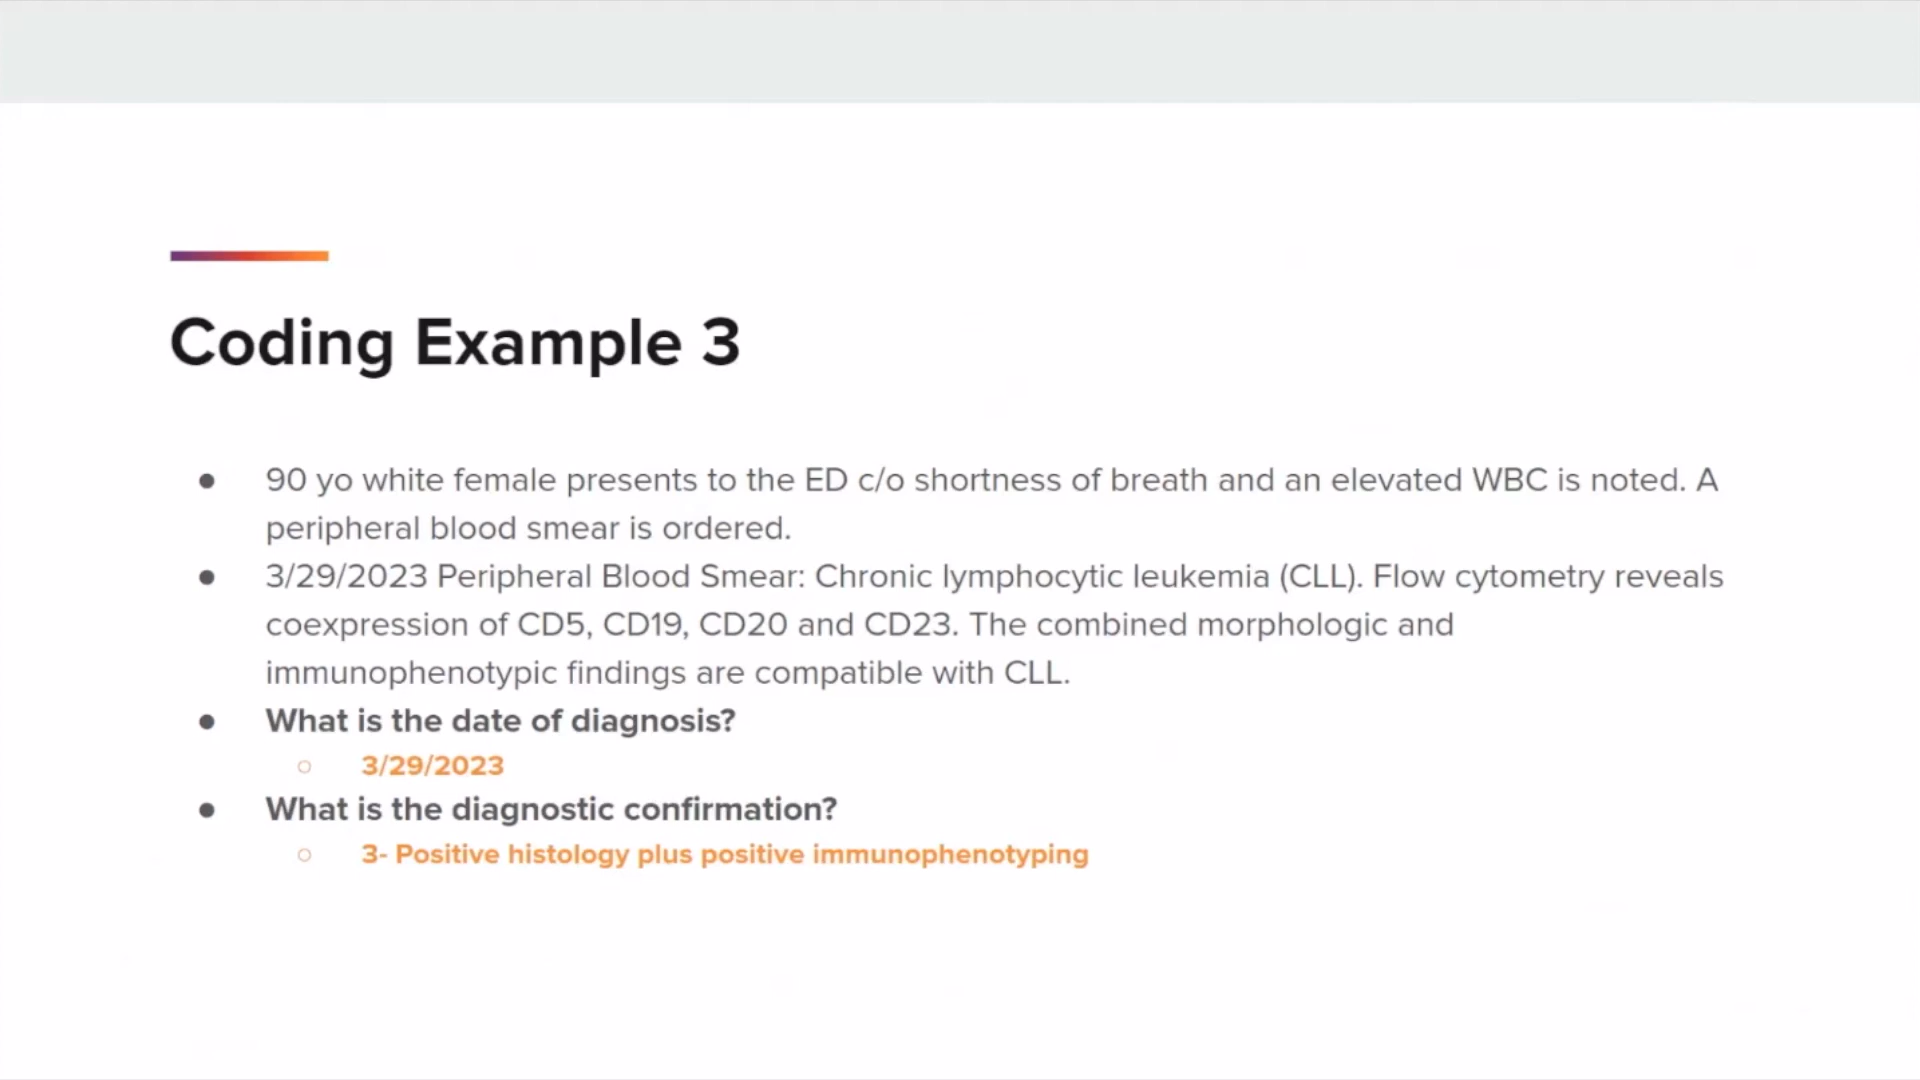 Coding Example 3
● 90 yo white female presents to the ED c/o shortness of breath and an elevated WBC is noted. A
peripheral blood smear is ordered.
● 3/29/2023 Peripheral Blood Smear: Chronic lymphocytic leukemia (CLL). Flow cytometry reveals
coexpression of CD5, CD19, CD20 and CD23. The combined morphologic and
immunophenotypic findings are compatible with CLL.
● What is the date of diagnosis?
○ 3/29/2023
● What is the diagnostic confirmation?
○ 3- Positive histology plus positive immunophenotyping